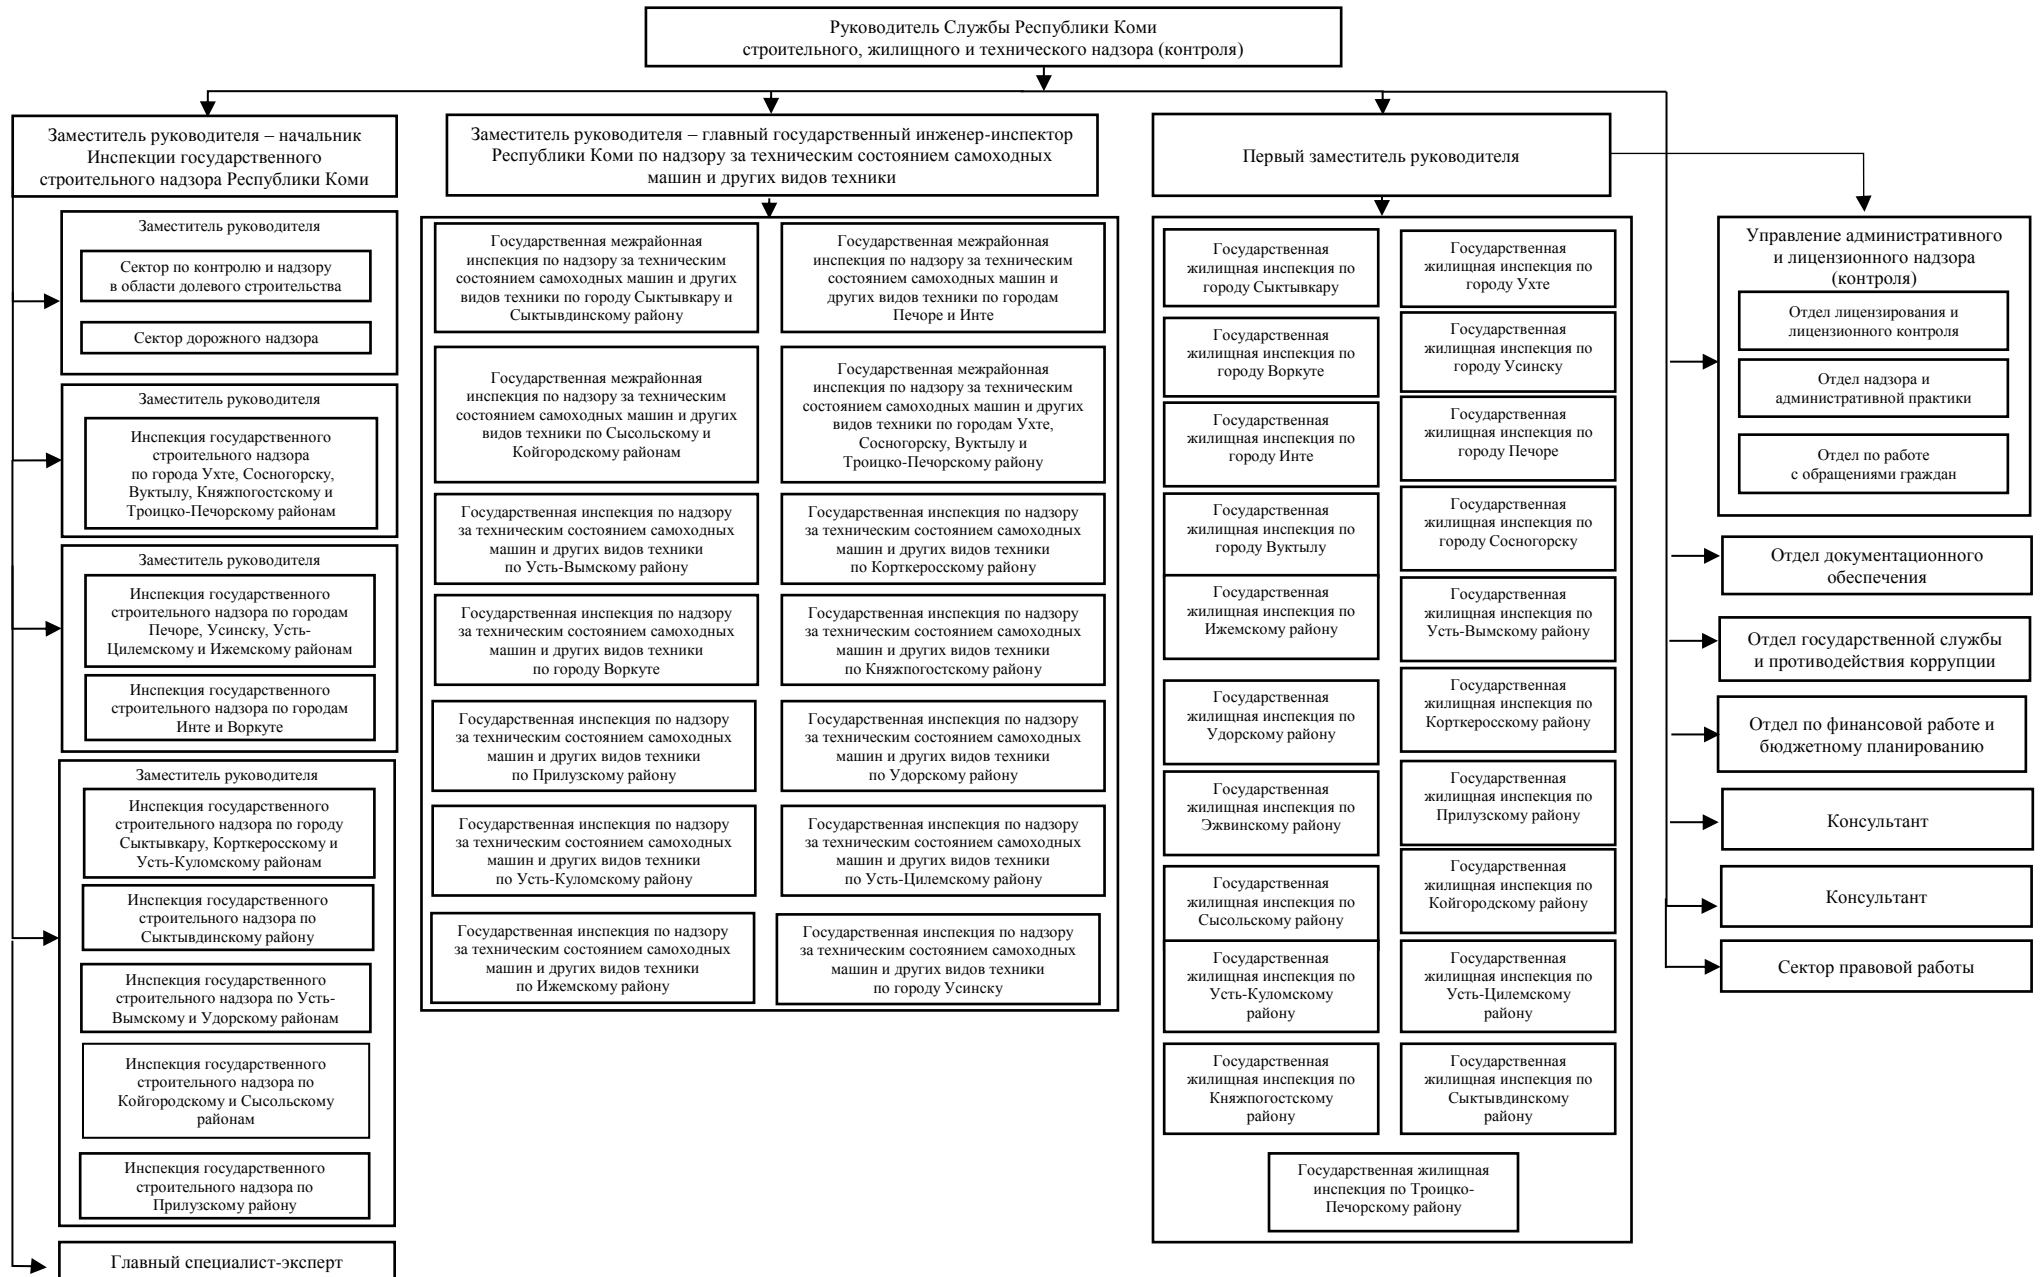 Руководитель Службы Республики Коми
строительного, жилищного и технического надзора (контроля)
Заместитель руководителя – начальник
Инспекции государственного
строительного надзора Республики Коми
Заместитель руководителя
Сектор по контролю и надзору
в области долевого строительства
Сектор дорожного надзора
Заместитель руководителя
Инспекция государственного
строительного надзора
по города Ухте, Сосногорску,
Вуктылу, Княжпогостскому и
Троицко-Печорскому районам
Заместитель руководителя
Инспекция государственного
строительного надзора по городам
Печоре, Усинску, Усть-
Цилемскому и Ижемскому районам
Инспекция государственного
строительного надзора по городам
Инте и Воркуте
Заместитель руководителя
Инспекция государственного
строительного надзора по городу
Сыктывкару, Корткеросскому и
Усть-Куломскому районам
Инспекция государственного
строительного надзора по
Сыктывдинскому району
Инспекция государственного
строительного надзора по Усть-
Вымскому и Удорскому районам
Инспекция государственного
строительного надзора по
Койгородскому и Сысольскому
районам
Инспекция государственного
строительного надзора по
Прилузскому району
Главный специалист-эксперт
Заместитель руководителя – главный государственный инженер-инспектор
Республики Коми по надзору за техническим состоянием самоходных
машин и других видов техники
Государственная межрайонная
инспекция по надзору за техническим
состоянием самоходных машин и других
видов техники по городу Сыктывкару и
Сыктывдинскому району
Государственная межрайонная
инспекция по надзору за техническим
состоянием самоходных машин и
других видов техники по городам
Печоре и Инте
Государственная межрайонная
инспекция по надзору за техническим
состоянием самоходных машин и других
видов техники по Сысольскому и
Койгородскому районам
Государственная межрайонная
инспекция по надзору за техническим
состоянием самоходных машин и других
видов техники по городам Ухте,
Сосногорску, Вуктылу и
Троицко-Печорскому району
Государственная инспекция по надзору
за техническим состоянием самоходных
машин и других видов техники
по Усть-Вымскому району
Государственная инспекция по надзору
за техническим состоянием самоходных
машин и других видов техники
по Корткеросскому району
Государственная инспекция по надзору
за техническим состоянием самоходных
машин и других видов техники
по городу Воркуте
Государственная инспекция по надзору
за техническим состоянием самоходных
машин и других видов техники
по Княжпогостскому району
Государственная инспекция по надзору
за техническим состоянием самоходных
машин и других видов техники
по Прилузскому району
Государственная инспекция по надзору
за техническим состоянием самоходных
машин и других видов техники
по Удорскому району
Государственная инспекция по надзору
за техническим состоянием самоходных
машин и других видов техники
по Усть-Куломскому району
Государственная инспекция по надзору
за техническим состоянием самоходных
машин и других видов техники
по Усть-Цилемскому району
Государственная инспекция по надзору
за техническим состоянием самоходных
машин и других видов техники
по Ижемскому району
Государственная инспекция по надзору
за техническим состоянием самоходных
машин и других видов техники
по городу Усинску
Первый заместитель руководителя
Государственная
жилищная инспекция по
городу Сыктывкару
Государственная
жилищная инспекция по
городу Ухте
Государственная
жилищная инспекция по
городу Воркуте
Государственная
жилищная инспекция по
городу Усинску
Государственная
жилищная инспекция по
городу Инте
Государственная
жилищная инспекция по
городу Печоре
Государственная
жилищная инспекция по
городу Вуктылу
Государственная
жилищная инспекция по
городу Сосногорску
Государственная
жилищная инспекция по
Ижемскому району
Государственная
жилищная инспекция по
Усть-Вымскому району
Государственная
жилищная инспекция по
Удорскому району
Государственная
жилищная инспекция по
Корткеросскому району
Государственная
жилищная инспекция по
Эжвинскому району
Государственная
жилищная инспекция по
Прилузскому району
Государственная
жилищная инспекция по
Сысольскому району
Государственная
жилищная инспекция по
Койгородскому району
Государственная
жилищная инспекция по
Усть-Куломскому
району
Государственная
жилищная инспекция по
Усть-Цилемскому
району
Государственная
жилищная инспекция по
Княжпогостскому
району
Государственная
жилищная инспекция по
Сыктывдинскому
району
Государственная жилищная
инспекция по Троицко-
Печорскому району
Управление административного
и лицензионного надзора
(контроля)
Отдел лицензирования и
лицензионного контроля
Отдел надзора и
административной практики
Отдел по работе
с обращениями граждан
Отдел документационного
обеспечения
Отдел государственной службы
и противодействия коррупции
Отдел по финансовой работе и
бюджетному планированию
Консультант
Консультант
Сектор правовой работы